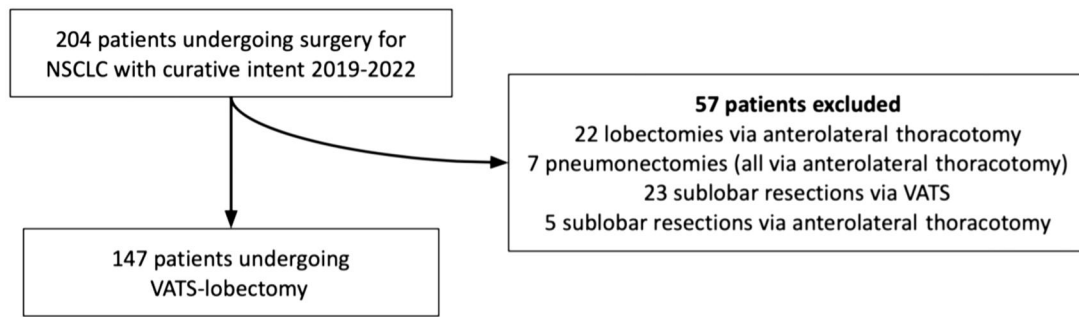 204 patients undergoing surgery for
NSCLC with curative intent 2019-2022
57 patients excluded
22 lobectomies via anterolateral thoracotomy
7 pneumonectomies (all via anterolateral thoracotomy)
23 sublobar resections via VATS
5 sublobar resections via anterolateral thoracotomy
147 patients undergoing
VATS-lobectomy